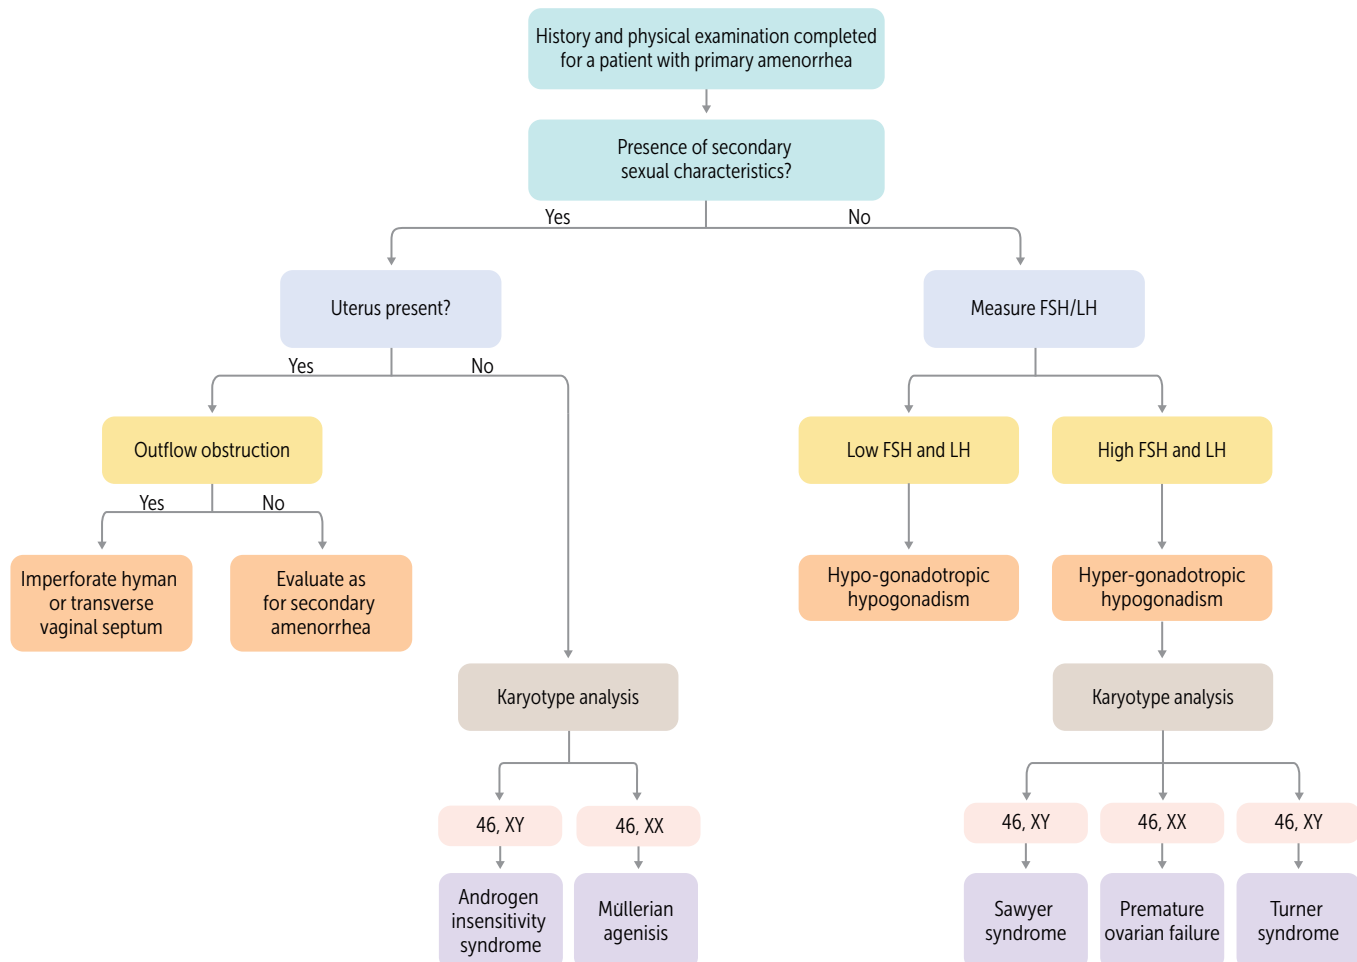 History and physical examination completed
for a patient with primary amenorrhea
Presence of secondary
sexual characteristics?
Yes
No
Uterus present?
Measure FSH/LH
Yes
No
Outflow obstruction
Low FSH and LH
High FSH and LH
Yes
No
Imperforate hyman
or transverse
vaginal septum
Evaluate as
for secondary
amenorrhea
Hypo-gonadotropic
hypogonadism
Hyper-gonadotropic
hypogonadism
Karyotype analysis
Karyotype analysis
46, XY
46, XX
46, XY
46, XX
46, XY
Androgen
insensitivity
syndrome
Müllerian
agenisis
Sawyer
syndrome
Premature
ovarian failure
Turner
syndrome